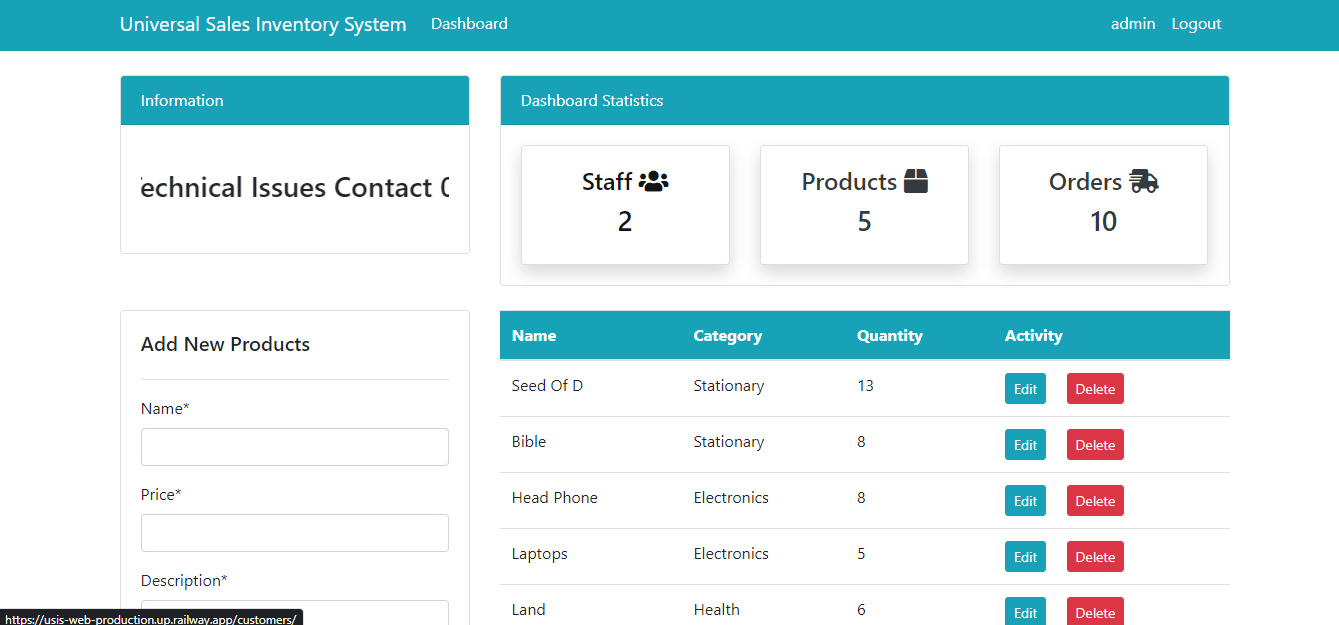 Universal Sales Inventory System Dashboard admin Logout
Information
Technical Issues Contact
Dashboard Statistics
Staff
2
Products
5
Orders
10
Add New Products
Name*
Price*
Description*
Name Category Quantity Activity
Seed Of D Stationary 13 Edit Delete
Bible Stationary 8 Edit Delete
Head Phone Electronics 8 Edit Delete
Laptops Electronics 5 Edit Delete
Land Health 6 Edit Delete
https://usis-web-production.up.railway.app/customers/